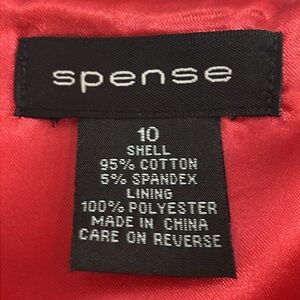 spense
10
SHELL
95% COTTON
5% SPANDEX
LINING
100% POLYESTER
MADE IN CHINA
CARE ON REVERSE